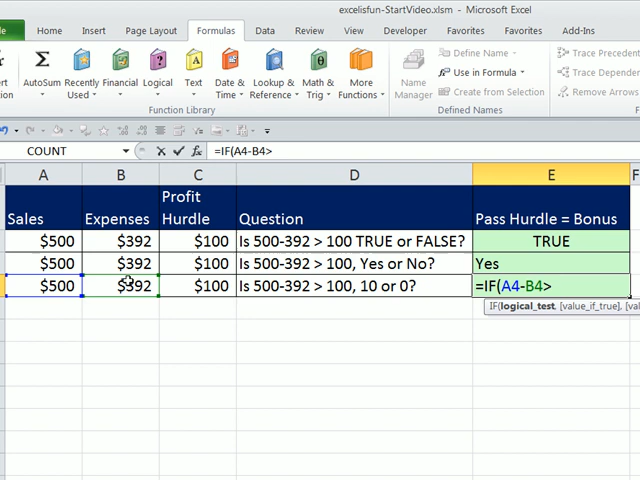 excelisfun-StartVideo.xlsm - Microsoft Excel
Home Insert Page Layout Formulas Data Review View Developer Favorites Favorites Add-Ins
Σ
AutoSum Recently Used Financial Logical Text Date & Time Lookup & Reference Math & Trig More Functions
Name Manager
Define Name
Use in Formula
Create from Selection
Trace Precedent
Trace Depende
Remove Arrows
Function Library Defined Names
COUNT =IF(A4-B4>
A B C D E F
Sales Expenses Profit Hurdle Question Pass Hurdle = Bonus
$500 $392 $100 Is 500-392 > 100 TRUE or FALSE? TRUE
$500 $392 $100 Is 500-392 > 100, Yes or No? Yes
$500 $392 $100 Is 500-392 > 100, 10 or 0? =IF(A4-B4>
IF(logical_test, [value_if_true], [val